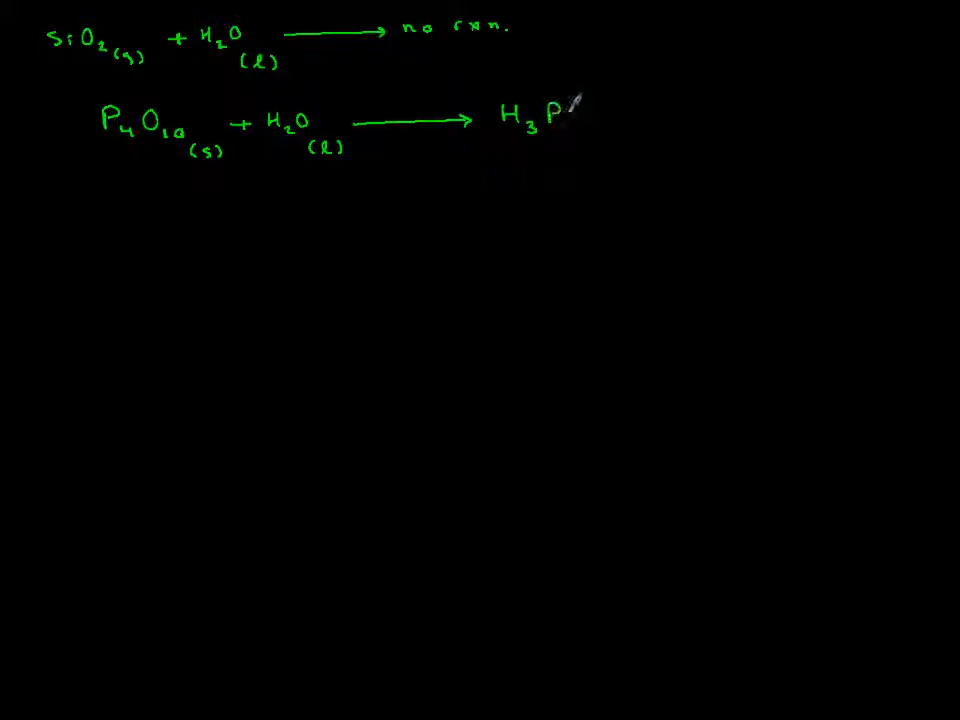 SiO₂(s) + H₂O(l) ⟶ no rxn.
P₄O₁₀(s) + H₂O(l) ⟶ H₃P